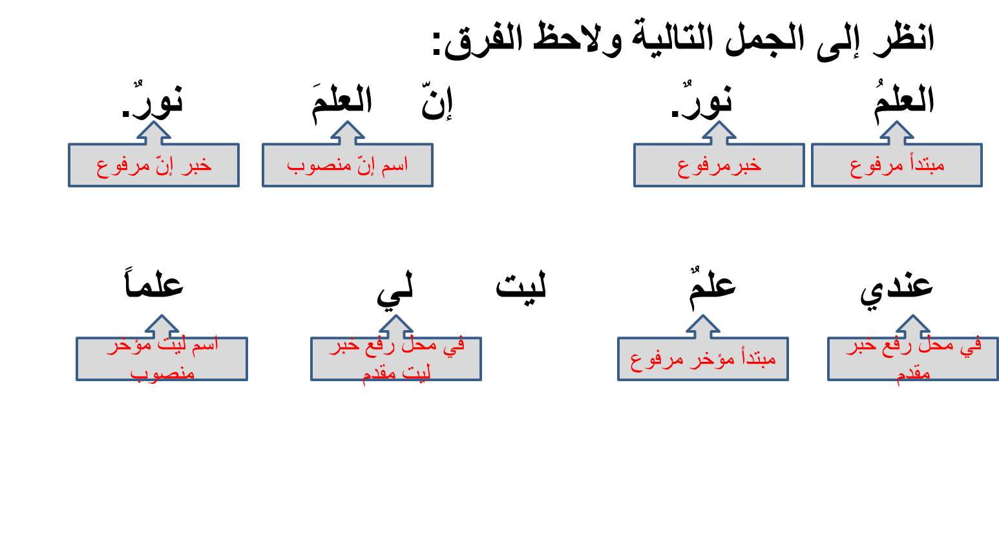 انظر إلى الجمل التالية ولاحظ الفرق:
العلمُ نورٌ. إنّ العلمَ نورٌ.
مبتدأ مرفوع
خبرمرفوع
اسم إنّ منصوب
خبر إنّ مرفوع
عندي علمٌ ليت لي علماً
في محل رفع خبر
مقدم
مبتدأ مؤخر مرفوع
في محل رفع خبر
ليت مقدم
اسم ليت مؤخر
منصوب